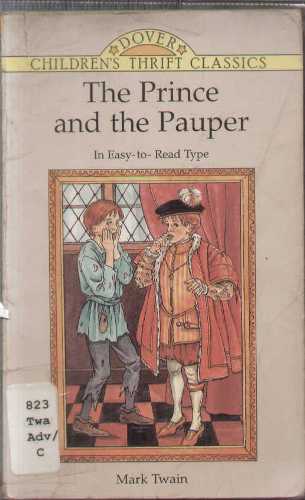 DOVER
CHILDREN'S THRIFT CLASSICS
The Prince
and the Pauper
In Easy-to- Read Type
823
Twa
Adv/
C
Mark Twain